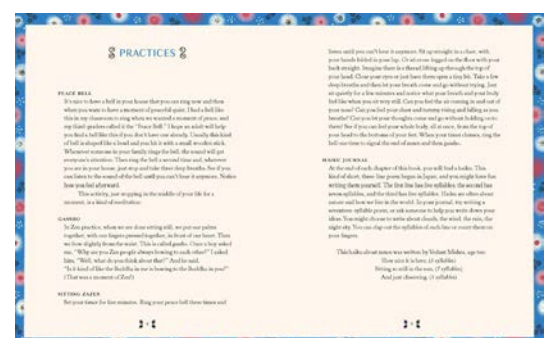 PRACTICES
PEACE BELL
It's nice to have a bell in your house that you can ring now and then
when you want to have a moment of peaceful quiet. I had a bell like
this in my classroom to ring when we wanted a moment of peace, and
my third-graders called it the "Peace Bell." I hope an adult will help
you find a bell like this if you don't have one already. Usually this kind
of bell is shaped like a bowl and you hit it with a small wooden stick.
Whenever someone in your family rings the bell, the sound will get
everyone's attention. Then ring the bell a second time and, wherever
you are in your house, just stop and take three deep breaths. See if you
can listen to the sound of the bell until you can't hear it anymore. Notice
how you feel afterward.
This activity, just stopping in the middle of your life for a
moment, is a kind of meditation.
GASSHO
In Zen practice, when we are done sitting still, we put our palms
together, with our fingers pressed together, in front of our heart. Then
we bow slightly from the waist. This is called gassho. Once a boy asked
me, "Why are you Zen people always bowing to each other?" I asked
him, "Well, what do you think about that?" And he said,
"Is it kind of like the Buddha in me is bowing to the Buddha in you?"
(That was a moment of Zen!)
SITTING ZAZEN
Set your timer for five minutes. Ring your peace bell three times and
listen until you can't hear it anymore. Sit up straight in a chair, with
your hands folded in your lap. Or sit cross-legged on the floor with your
back straight. Imagine there is a thread lifting up through the top of
your head. Close your eyes or just have them open a tiny bit. Take a few
deep breaths and then let your breath come and go without trying. Just
sit quietly for a few minutes and notice what your breath and your body
feel like when you sit very still. Can you feel the air coming in and out of
your nose? Can you feel your chest and tummy rising and falling as you
breathe? Can you let your thoughts come and go without holding on to
them? See if you can feel your whole body, all at once, from the top of
your head to the bottoms of your feet. When your timer chimes, ring the
bell one time to signal the end of zazen and then gassho.
HAIKU JOURNAL
At the end of each chapter of this book, you will find a haiku. This
kind of short, three-line poem began in Japan, and you might have fun
writing them yourself. The first line has five syllables, the second has
seven syllables, and the third has five syllables. Haiku are often about
nature and how we live in the world. In your journal, try writing a
seventeen-syllable poem, or ask someone to help you write down your ideas.
You might choose to write about clouds, the wind, the rain, the
night sky. You can clap out the syllables of each line or count them on
your fingers.
This haiku about zazen was written by Vedant Mishra, age ten:
How nice it is here, (5 syllables)
Sitting so still in the sun, (7 syllables)
And just observing. (5 syllables)